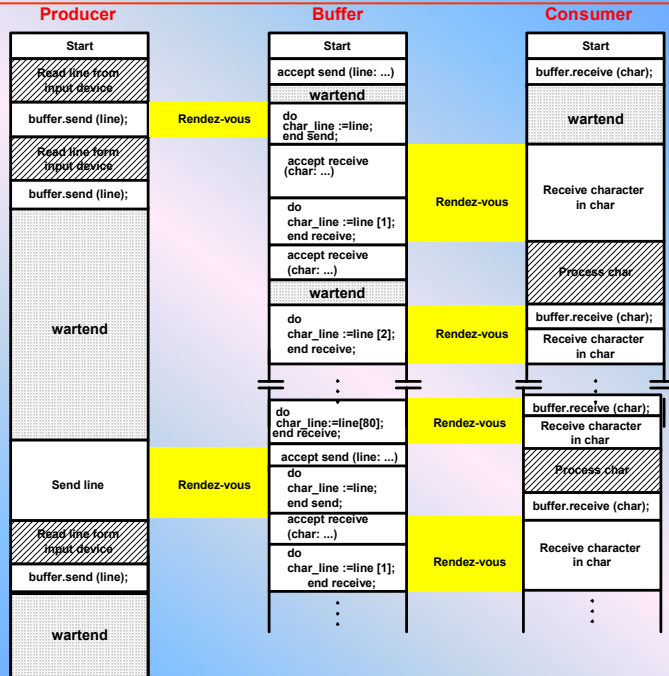 Producer
Start
Read line from
input device
buffer.send (line);
Read line form
input device
buffer.send (line);
wartend
Send line
Read line form
input device
buffer.send (line);
wartend
Rendez-vous
Rendez-vous
Buffer
Start
accept send (line: ...)
wartend
do
char_line :=line;
end send;
accept receive
(char: ...)
do
char_line :=line [1];
end receive;
accept receive
(char: ...)
wartend
do
char_line :=line [2];
end receive;
do
char_line:=line[80];
end receive;
accept send (line: ...)
do
char_line :=line;
end send;
accept receive
(char: ...)
do
char_line :=line [1];
end receive;
Rendez-vous
Rendez-vous
Rendez-vous
Rendez-vous
Consumer
Start
buffer.receive (char);
wartend
Receive character
in char
Process char
buffer.receive (char);
Receive character
in char
buffer.receive (char);
Receive character
in char
Process char
buffer.receive (char);
Receive character
in char